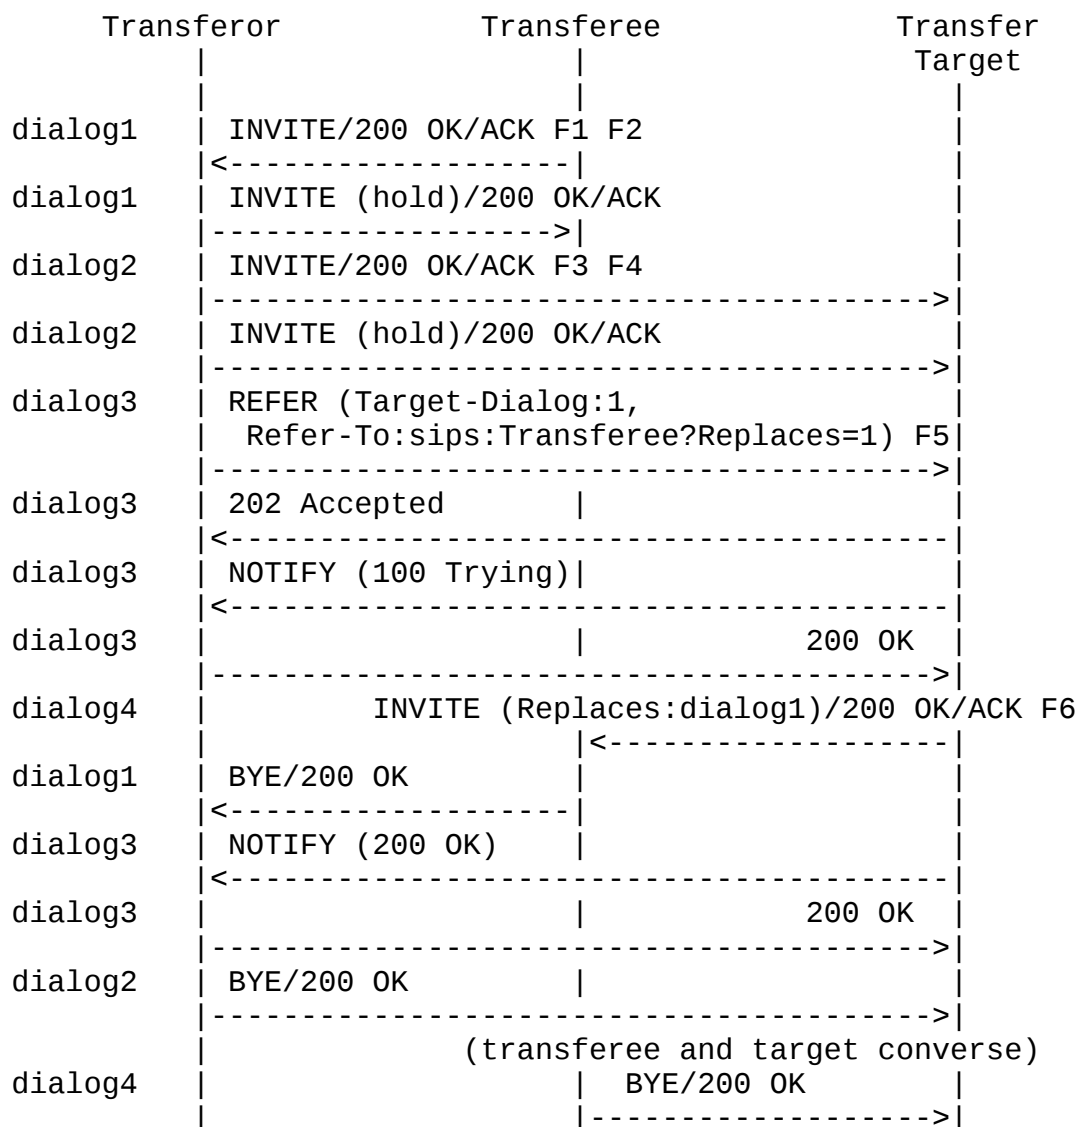 Transferor           Transferee             Transfer
     |                    |                  Target
     |                    |                    |
dialog1   | INVITE/200 OK/ACK F1 F2                 |
          |<-------------------|                    |
dialog1   | INVITE (hold)/200 OK/ACK                |
          |------------------->|                    |
dialog2   | INVITE/200 OK/ACK F3 F4                 |
          |---------------------------------------->|
dialog2   | INVITE (hold)/200 OK/ACK                |
          |---------------------------------------->|
dialog3   | REFER (Target-Dialog:1,                 |
          |  Refer-To:sips:Transferee?Replaces=1) F5|
          |---------------------------------------->|
dialog3   | 202 Accepted       |                    |
          |<----------------------------------------|
dialog3   | NOTIFY (100 Trying)|                    |
          |<----------------------------------------|
dialog3   |                    |            200 OK  |
          |---------------------------------------->|
dialog4   |         INVITE (Replaces:dialog1)/200 OK/ACK F6
          |                    |<-------------------|
dialog1   | BYE/200 OK         |                    |
          |<-------------------|                    |
dialog3   | NOTIFY (200 OK)    |                    |
          |<----------------------------------------|
dialog3   |                    |            200 OK  |
          |---------------------------------------->|
dialog2   | BYE/200 OK         |                    |
          |---------------------------------------->|
          |              (transferee and target converse)
dialog4   |                    |  BYE/200 OK        |
          |                    |------------------->|